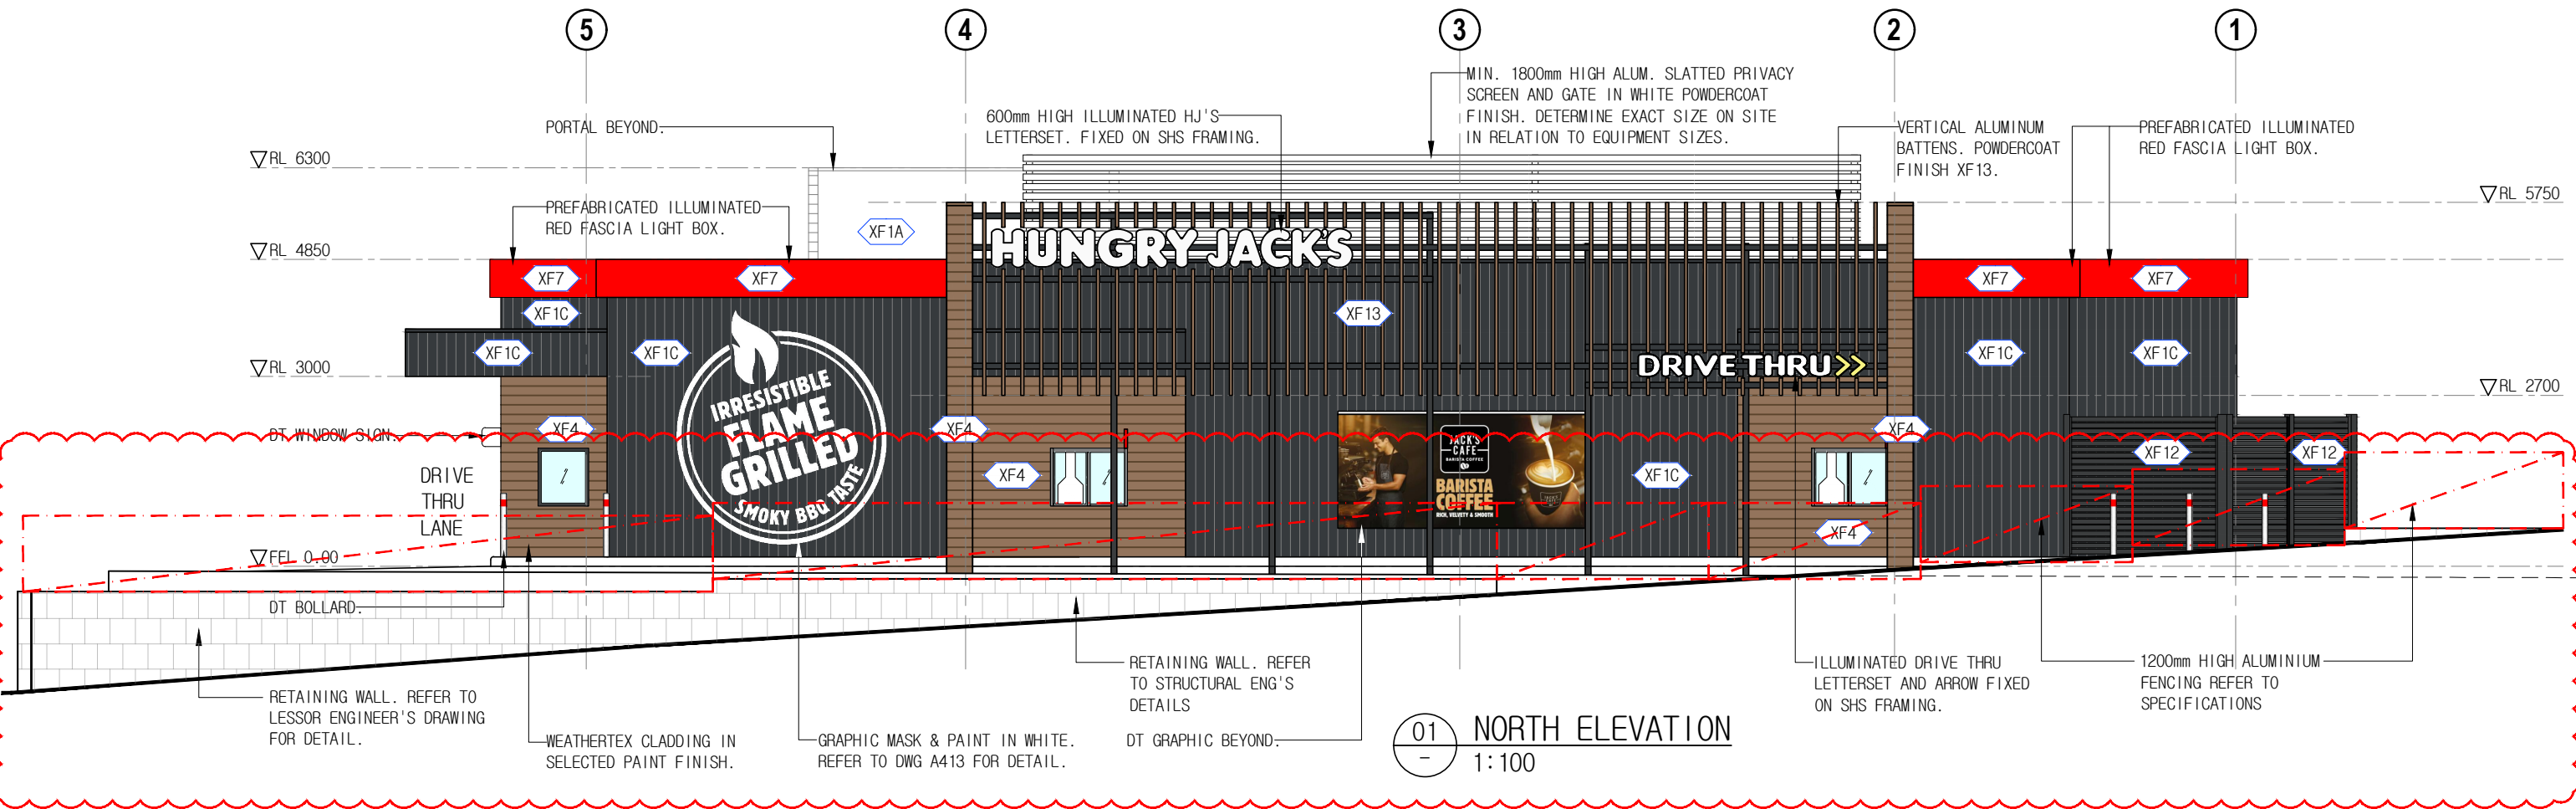 5
4
3
2
1
MIN. 1800mm HIGH ALUM. SLATTED PRIVACY
SCREEN AND GATE IN WHITE POWDERCOAT
FINISH. DETERMINE EXACT SIZE ON SITE
IN RELATION TO EQUIPMENT SIZES.
600mm HIGH ILLUMINATED HJ'S
LETTERSET. FIXED ON SHS FRAMING.
PORTAL BEYOND.
VERTICAL ALUMINUM
BATTENS. POWDERCOAT
FINISH XF13.
PREFABRICATED ILLUMINATED
RED FASCIA LIGHT BOX.
RL 6300
RL 5750
PREFABRICATED ILLUMINATED
RED FASCIA LIGHT BOX.
XF1A
RL 4850
HUNGRY JACK'S
XF7
XF7
XF7
XF7
XF1C
XF13
XF1C
XF1C
XF1C
XF1C
RL 3000
DRIVE THRU>>
RL 2700
IRRESISTIBLE
FLAME
GRILLED
SMOKY BBQ TASTE
DT WINDOW SIGN.
XF4
XF4
XF4
JACK'S
CAFE
BARISTA COFFEE
XF12
XF12
DRIVE
THRU
LANE
XF4
XF1C
BARISTA
COFFEE
RICH, VELVETY & SMOOTH
XF4
FFL 0.00
DT BOLLARD.
RETAINING WALL. REFER TO
LESSOR ENGINEER'S DRAWING
FOR DETAIL.
WEATHERTEX CLADDING IN
SELECTED PAINT FINISH.
GRAPHIC MASK & PAINT IN WHITE.
REFER TO DWG A413 FOR DETAIL.
RETAINING WALL. REFER
TO STRUCTURAL ENG'S
DETAILS
DT GRAPHIC BEYOND.
ILLUMINATED DRIVE THRU
LETTERSET AND ARROW FIXED
ON SHS FRAMING.
1200mm HIGH ALUMINIUM
FENCING REFER TO
SPECIFICATIONS
01
-
NORTH ELEVATION
1:100